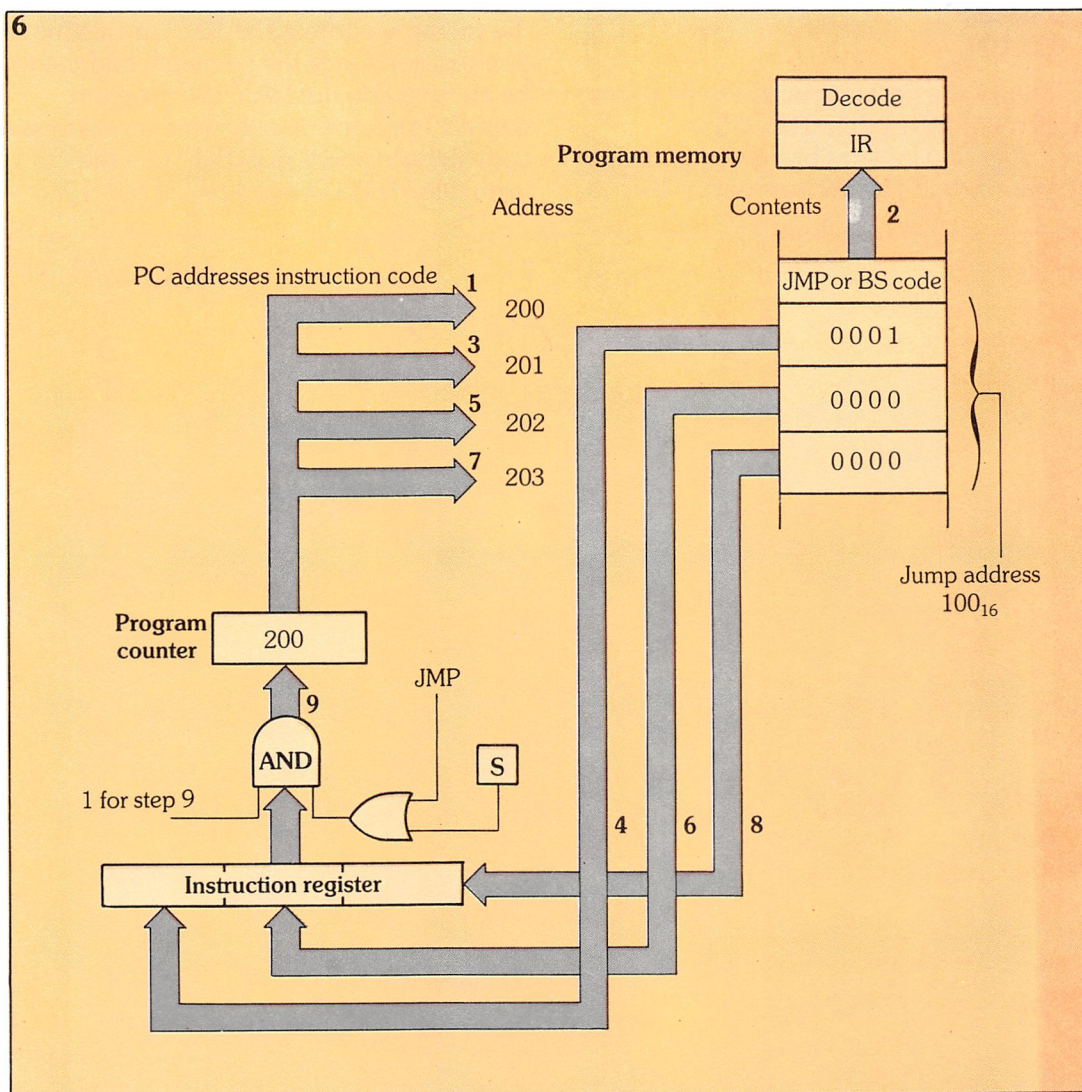 6
Decode
IR
Program memory
Address
Contents
2
PC addresses instruction code
1
200
3
201
5
202
7
203
JMP or BS code
0001
0000
0000
Jump address
100₁₆
Program
counter
200
9
JMP
AND
S
1 for step 9
4
6
8
Instruction register